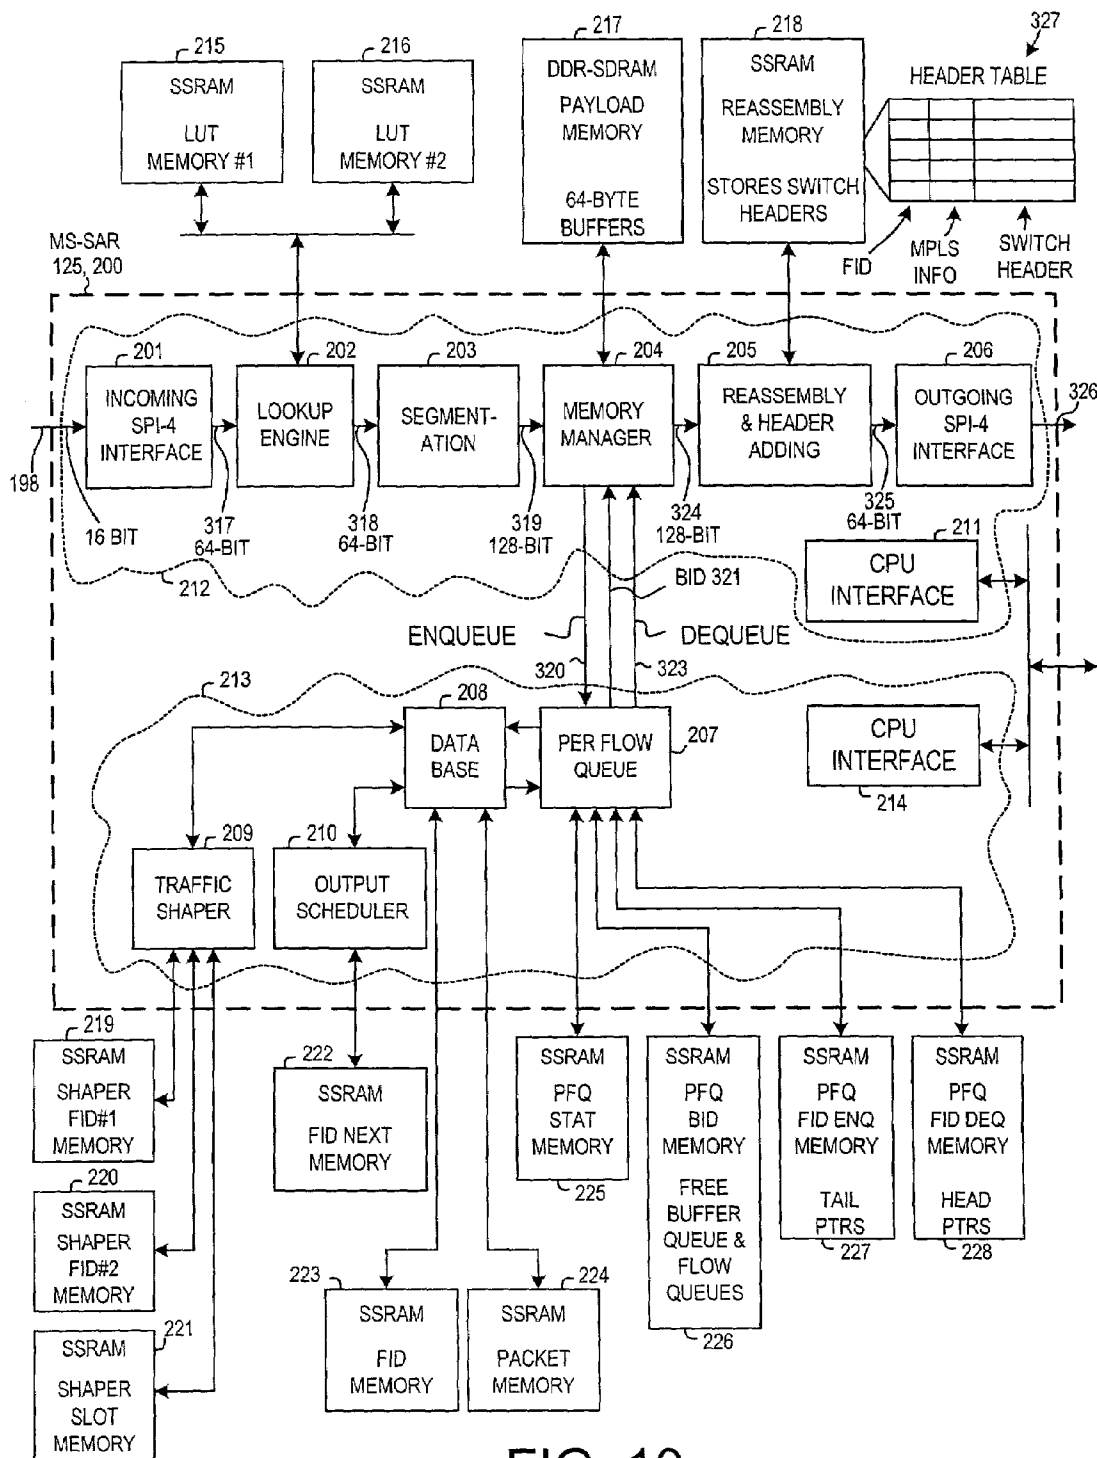 215
216
217
218
327
SSRAM
LUT
MEMORY #1
SSRAM
LUT
MEMORY #2
DDR-SDRAM
PAYLOAD
MEMORY
64-BYTE
BUFFERS
SSRAM
REASSEMBLY
MEMORY
STORES SWITCH
HEADERS
HEADER TABLE
FID
MPLS
INFO
SWITCH
HEADER
MS-SAR
125, 200
201
202
203
204
205
206
INCOMING
SPI-4
INTERFACE
LOOKUP
ENGINE
SEGMENT-
ATION
MEMORY
MANAGER
REASSEMBLY
& HEADER
ADDING
OUTGOING
SPI-4
INTERFACE
326
198
16 BIT
317
64-BIT
318
64-BIT
319
128-BIT
324
128-BIT
325
64-BIT
212
211
CPU
INTERFACE
BID 321
ENQUEUE
DEQUEUE
320
323
213
208
DATA
BASE
PER FLOW
QUEUE
207
CPU
INTERFACE
214
209
TRAFFIC
SHAPER
210
OUTPUT
SCHEDULER
219
SSRAM
SHAPER
FID#1
MEMORY
220
SSRAM
SHAPER
FID#2
MEMORY
221
SSRAM
SHAPER
SLOT
MEMORY
222
SSRAM
FID NEXT
MEMORY
223
SSRAM
FID
MEMORY
224
SSRAM
PACKET
MEMORY
SSRAM
PFQ
STAT
MEMORY
225
SSRAM
PFQ
BID
MEMORY
FREE
BUFFER
QUEUE &
FLOW
QUEUES
226
SSRAM
PFQ
FID ENQ
MEMORY
TAIL
PTRS
227
SSRAM
PFQ
FID DEQ
MEMORY
HEAD
PTRS
228